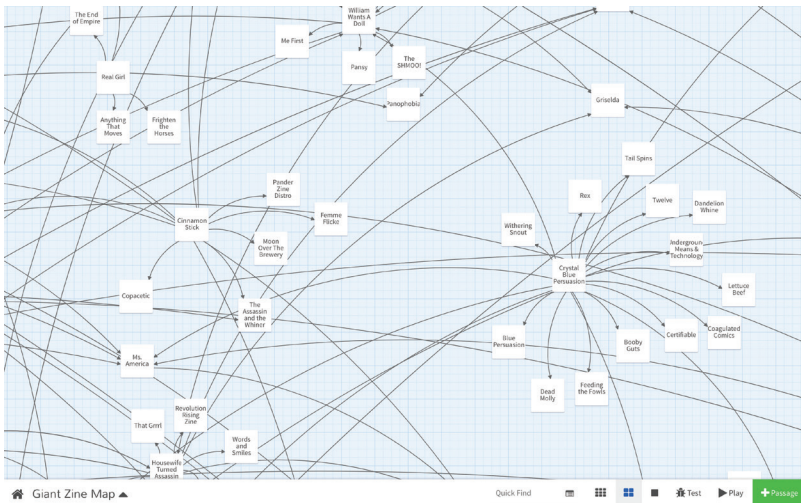 The End
of Empire
William
Wants A
Doll
Me First
Pansy
The
SHMOO!
Real Girl
Panophobia
Griselda
Anything
That
Moves
Frighten
the
Horses
Tail Spins
Pander
Zine
Distro
Rex
Twelve
Dandelion
Whine
Cinnamon
Stick
Femme
Flicke
Withering
Snout
Moon
Over The
Brewery
Undergroun
Means &
Technology
Crystal
Blue
Persuasion
Lettuce
Beef
Copacetic
The
Assassin
and the
Whiner
Blue
Persuasion
Booby
Guts
Certifiable
Coagulated
Comics
Ms.
America
Dead
Molly
Feeding
the Fowls
Revolution
Rising
Zine
That Grrrl
Words
and
Smiles
Housewife
Turned
Assassin
Giant Zine Map
Quick Find
Test
Play
Passage